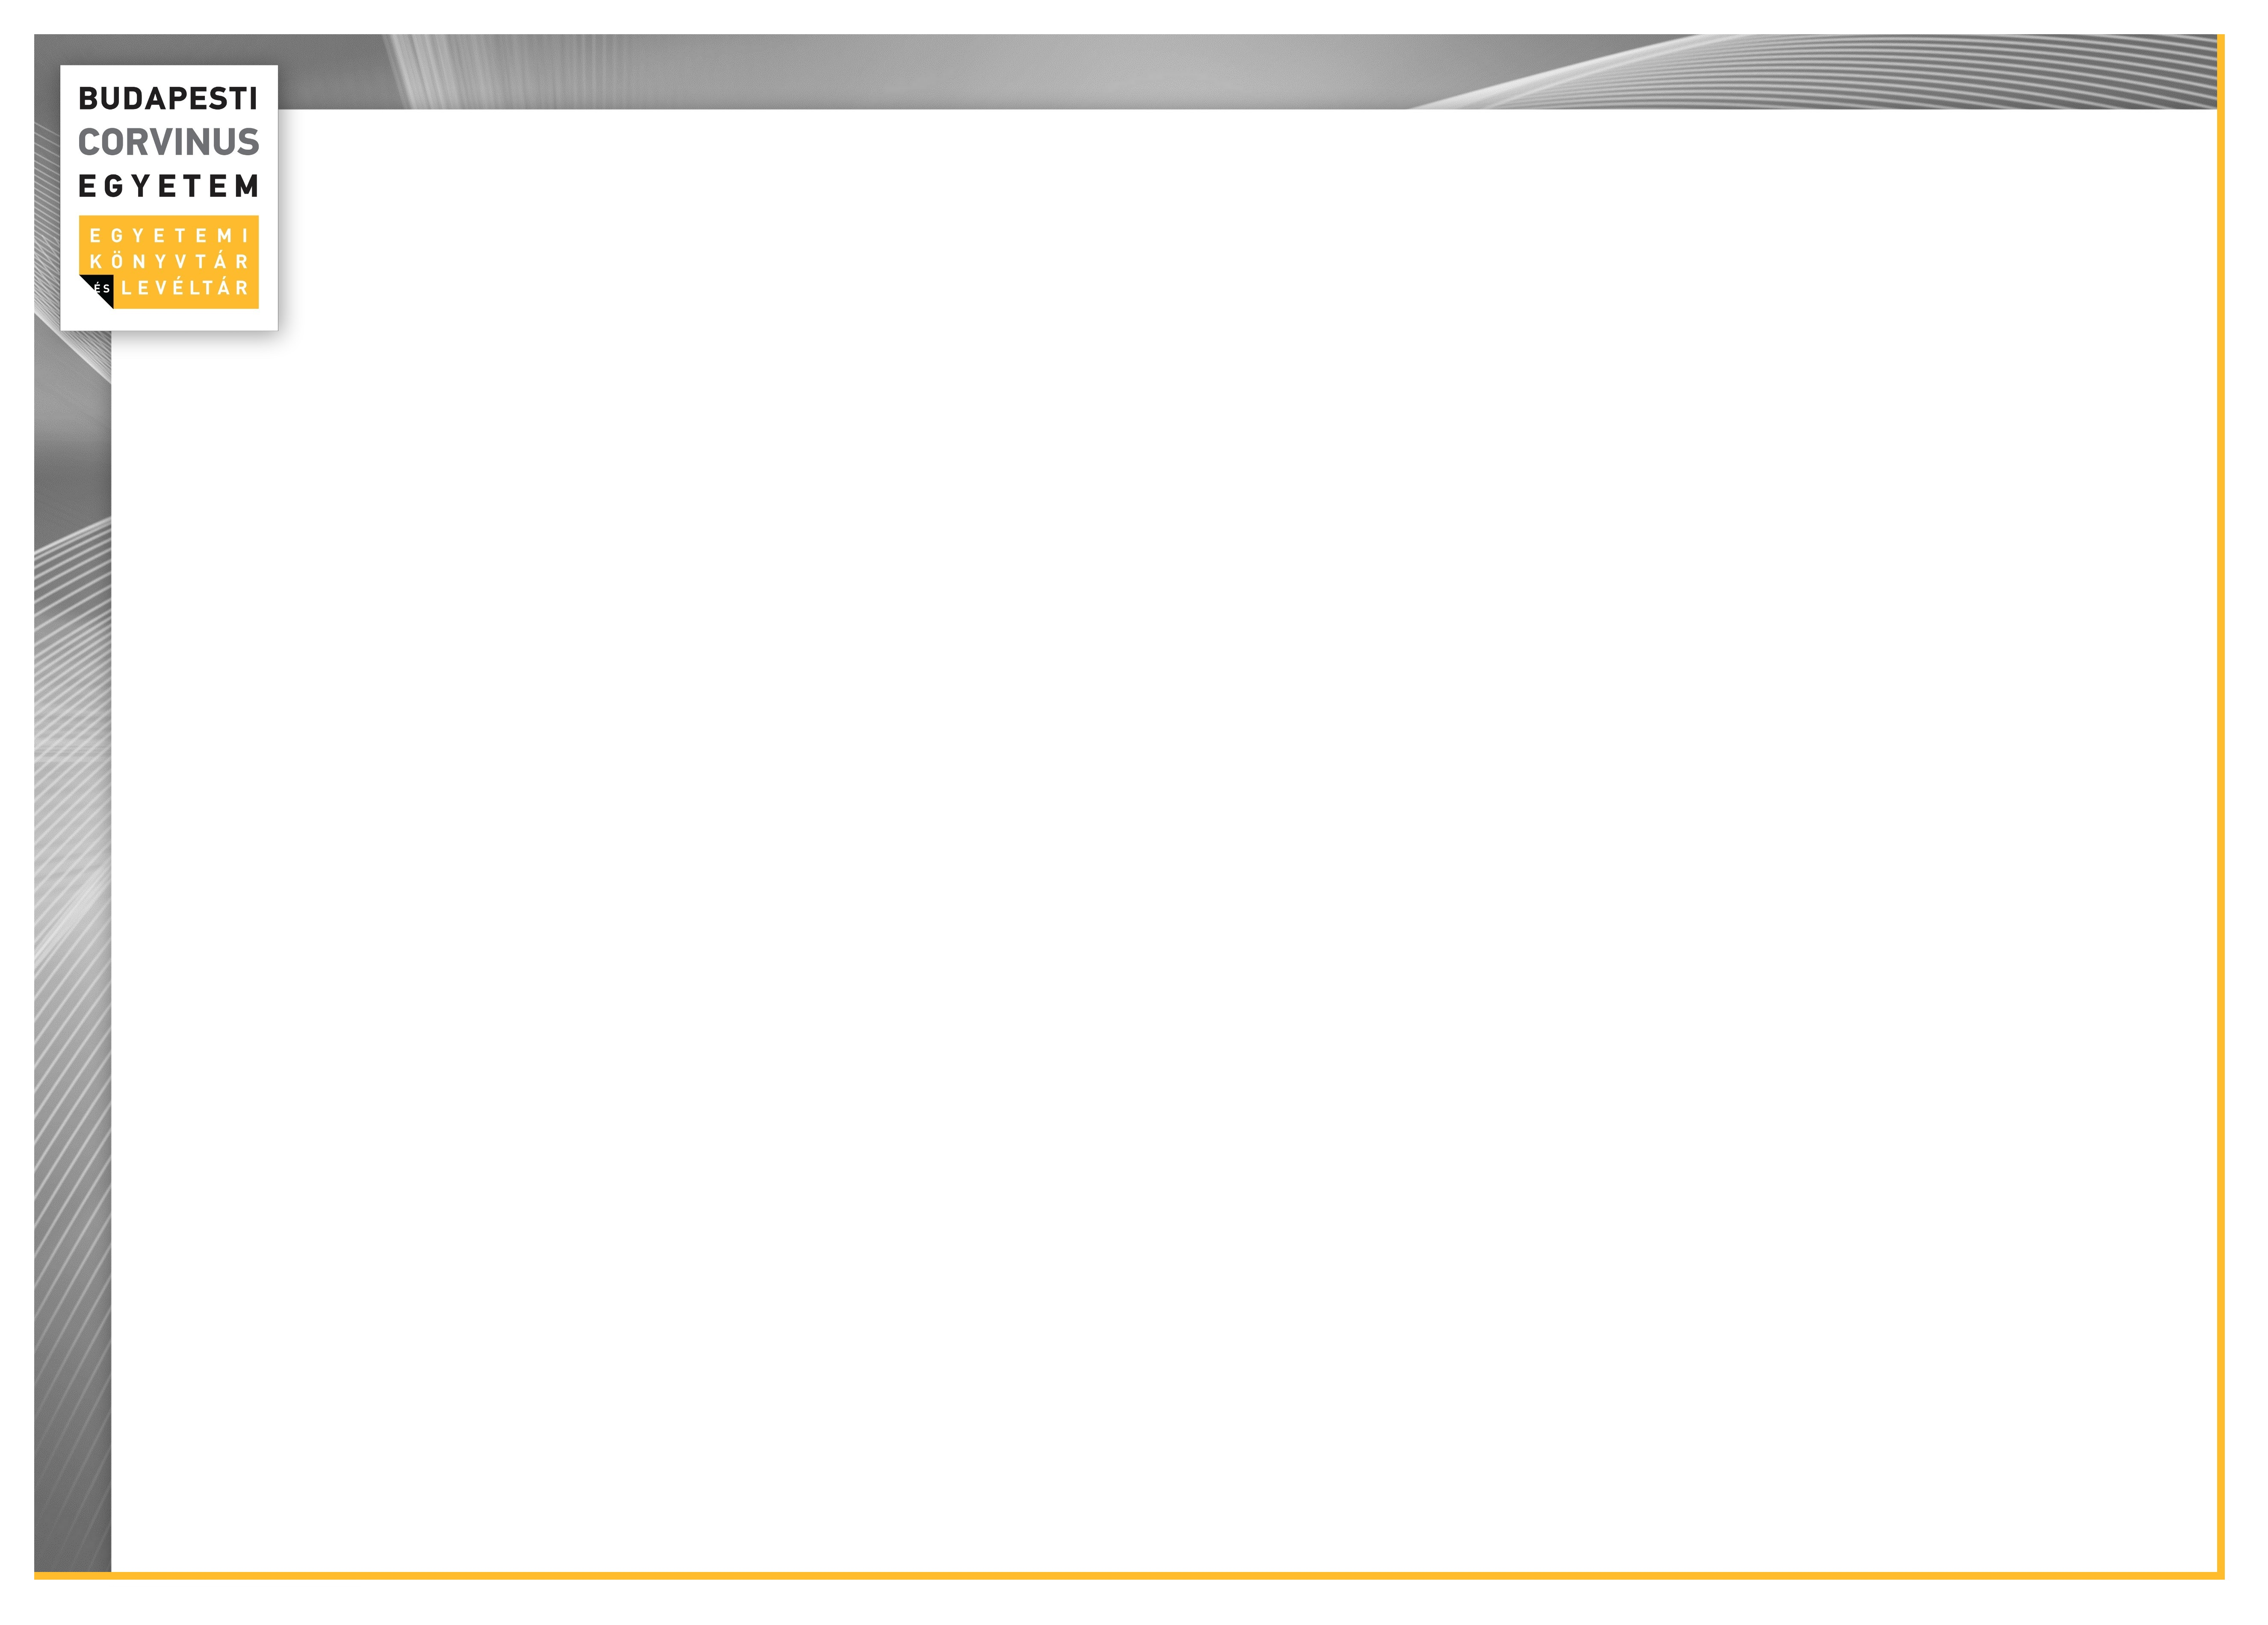 BUDAPESTI
CORVINUS
EGYETEM
EGYETEMI
KÖNYVTÁR
ÉS LEVÉLTÁR